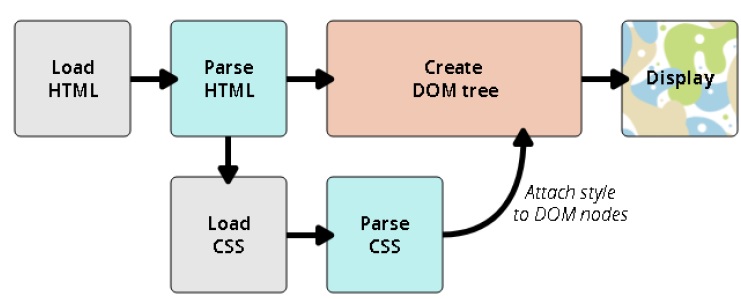 Load
HTML
Parse
HTML
Create
DOM tree
Display
Load
CSS
Parse
CSS
Attach style
to DOM nodes